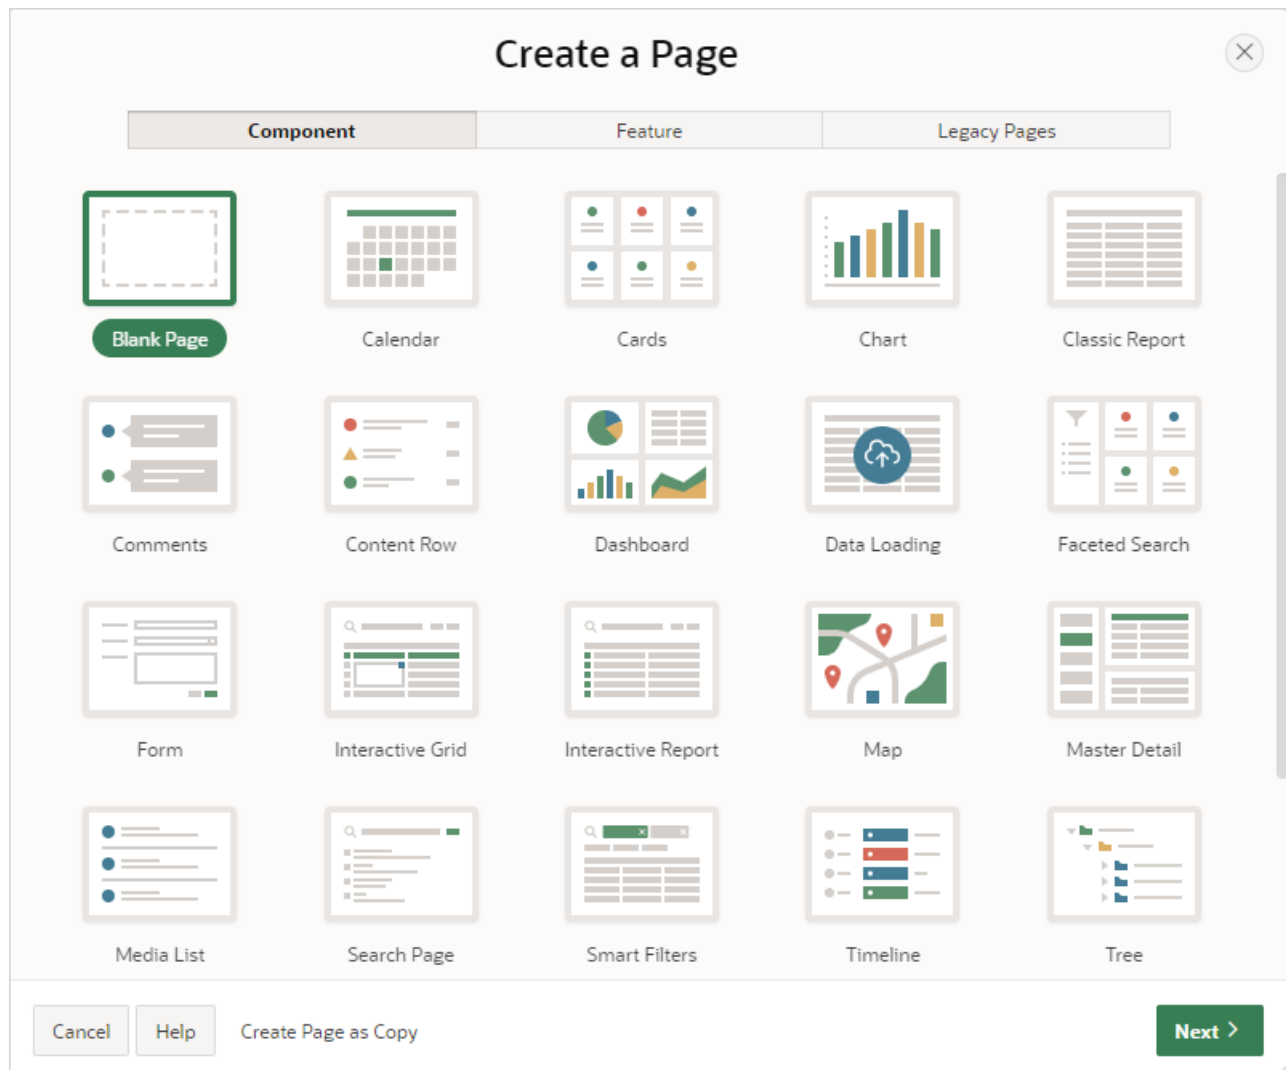 Create a Page
Component Feature Legacy Pages
Blank Page Calendar Cards Chart Classic Report
Comments Content Row Dashboard Data Loading Faceted Search
Form Interactive Grid Interactive Report Map Master Detail
Media List Search Page Smart Filters Timeline Tree
Cancel Help Create Page as Copy Next